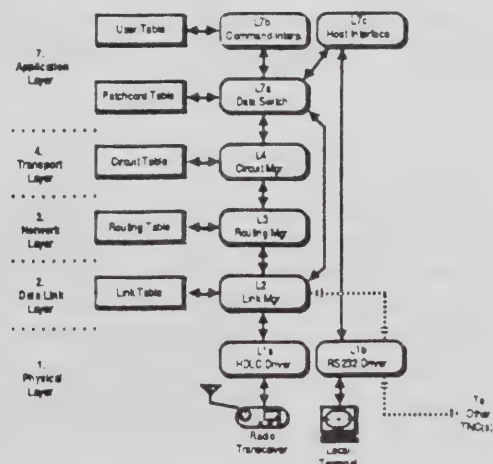 L7b
Command Interp.
L7c
Host Interface
User Table
7.
Application
Layer
L7a
Data Switch
Patchcord Table
4.
Transport
Layer
Circuit Table
L4
Circuit Mgr
3.
Network
Layer
Routing Table
L3
Routing Mgr
2.
Data Link
Layer
Link Table
L2
Link Mgr
1.
Physical
Layer
L1a
HDLC Driver
L1b
RS232 Driver
To
Other
TNC(s)
Radio
Transceiver
Local
Terminal